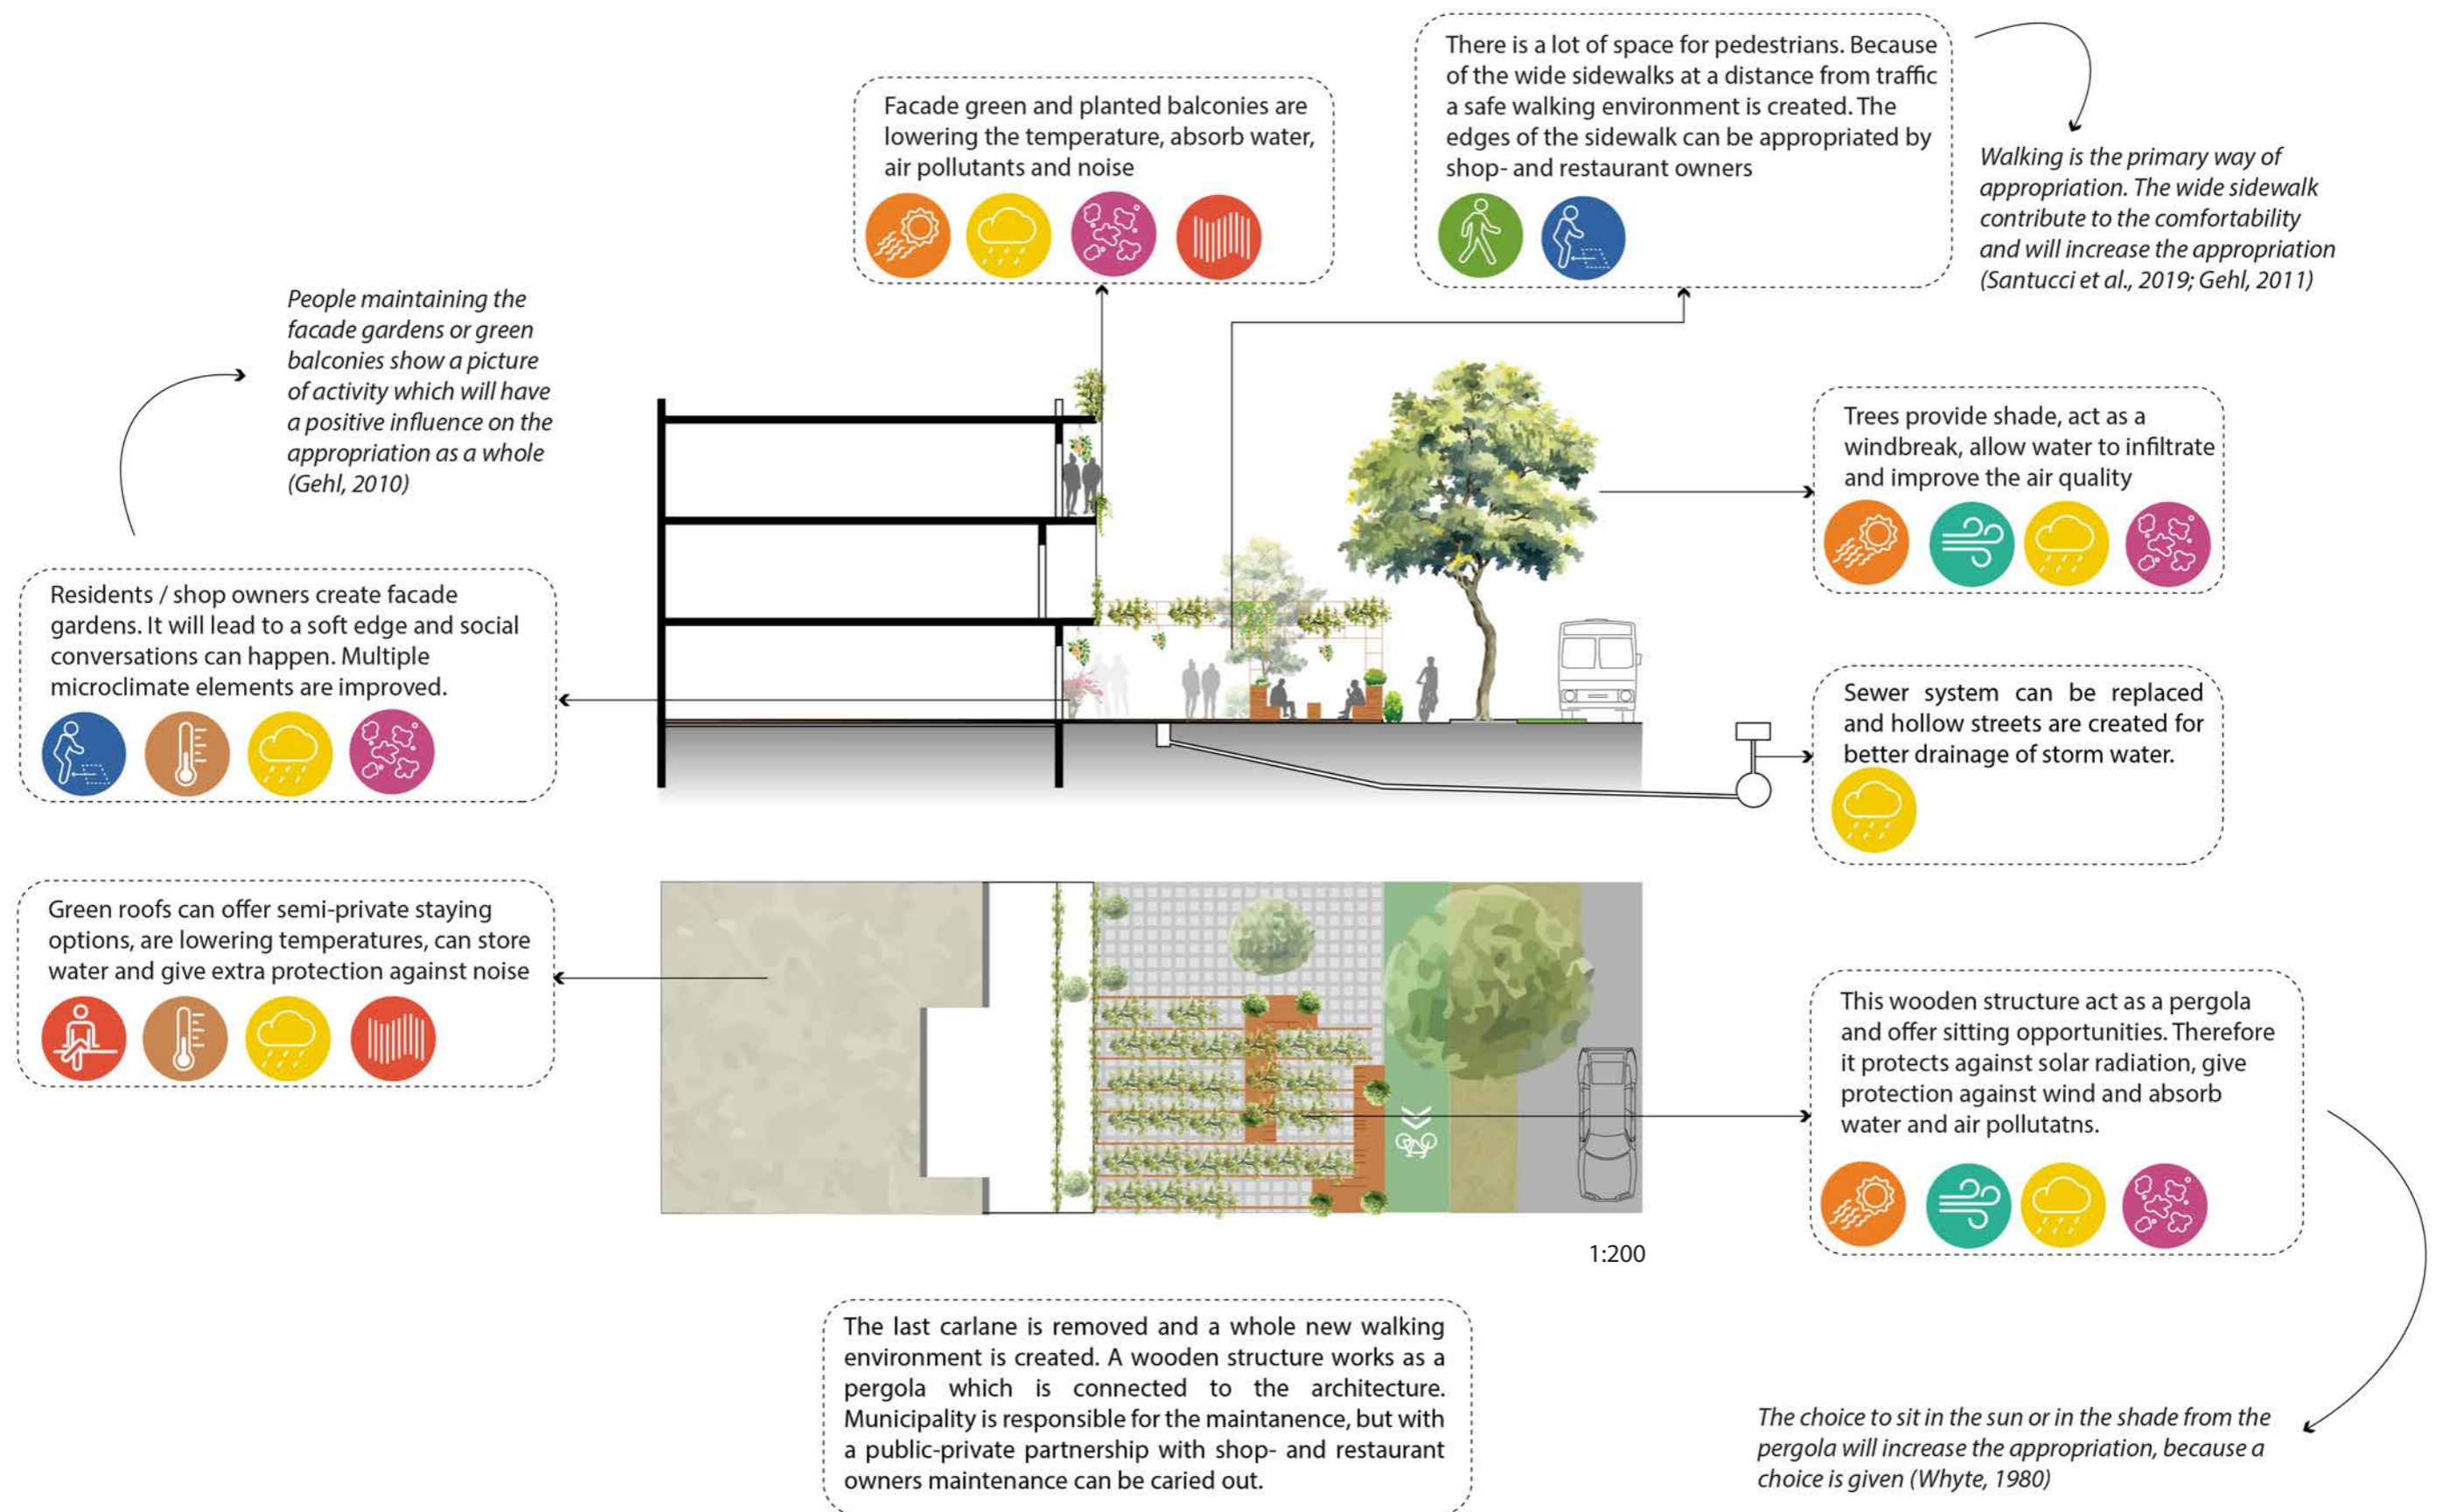 There is a lot of space for pedestrians. Because
of the wide sidewalks at a distance from traffic
a safe walking environment is created. The
edges of the sidewalk can be appropriated by
shop- and restaurant owners
Facade green and planted balconies are
lowering the temperature, absorb water,
air pollutants and noise
Walking is the primary way of
appropriation. The wide sidewalk
contribute to the comfortability
and will increase the appropriation
(Santucci et al., 2019; Gehl, 2011)
People maintaining the
facade gardens or green
balconies show a picture
of activity which will have
a positive influence on the
appropriation as a whole
(Gehl, 2010)
Trees provide shade, act as a
windbreak, allow water to infiltrate
and improve the air quality
Residents / shop owners create facade
gardens. It will lead to a soft edge and social
conversations can happen. Multiple
microclimate elements are improved.
Sewer system can be replaced
and hollow streets are created for
better drainage of storm water.
Green roofs can offer semi-private staying
options, are lowering temperatures, can store
water and give extra protection against noise
This wooden structure act as a pergola
and offer sitting opportunities. Therefore
it protects against solar radiation, give
protection against wind and absorb
water and air pollutatns.
1:200
The last carlane is removed and a whole new walking
environment is created. A wooden structure works as a
pergola which is connected to the architecture.
Municipality is responsible for the maintanence, but with
a public-private partnership with shop- and restaurant
owners maintenance can be caried out.
The choice to sit in the sun or in the shade from the
pergola will increase the appropriation, because a
choice is given (Whyte, 1980)